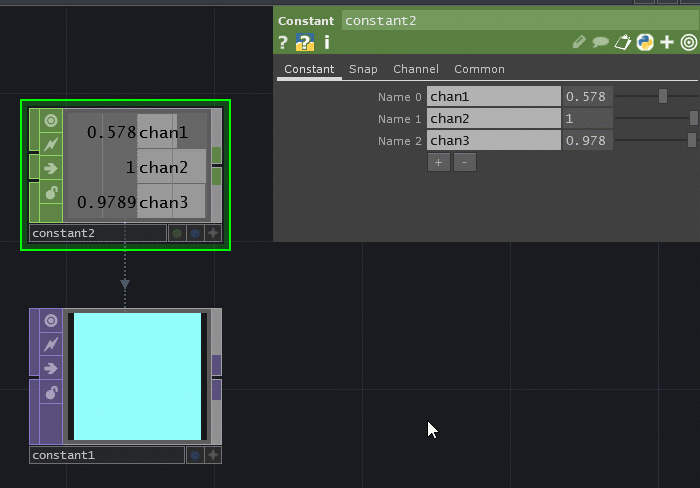 Constant constant2
? ? i
Constant Snap Channel Common
Name 0 chan1 0.578
Name 1 chan2 1
Name 2 chan3 0.978
+ -
0.578 chan1
1 chan2
0.9789 chan3
constant2
constant1